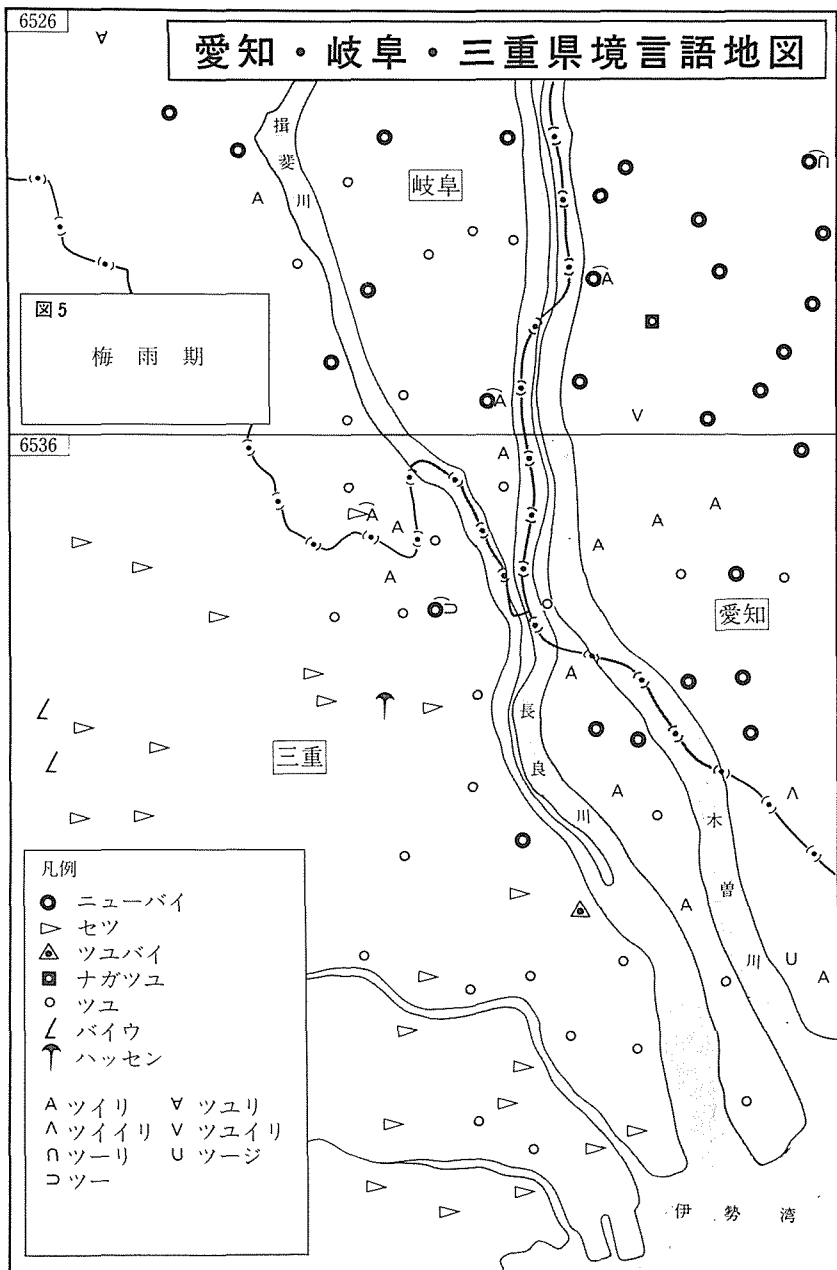 6526
愛知・岐阜・三重県境言語地図
揖斐川
岐阜
図5
梅雨期
6536
愛知
三重
長良川
木曽川
凡例
ニューバイ
セツ
ツユバイ
ナガツユ
ツユ
バイウ
ハッセン
ツイリ ツユリ
ツイイリ ツユイリ
ツーリ ツージ
ツー
伊勢湾